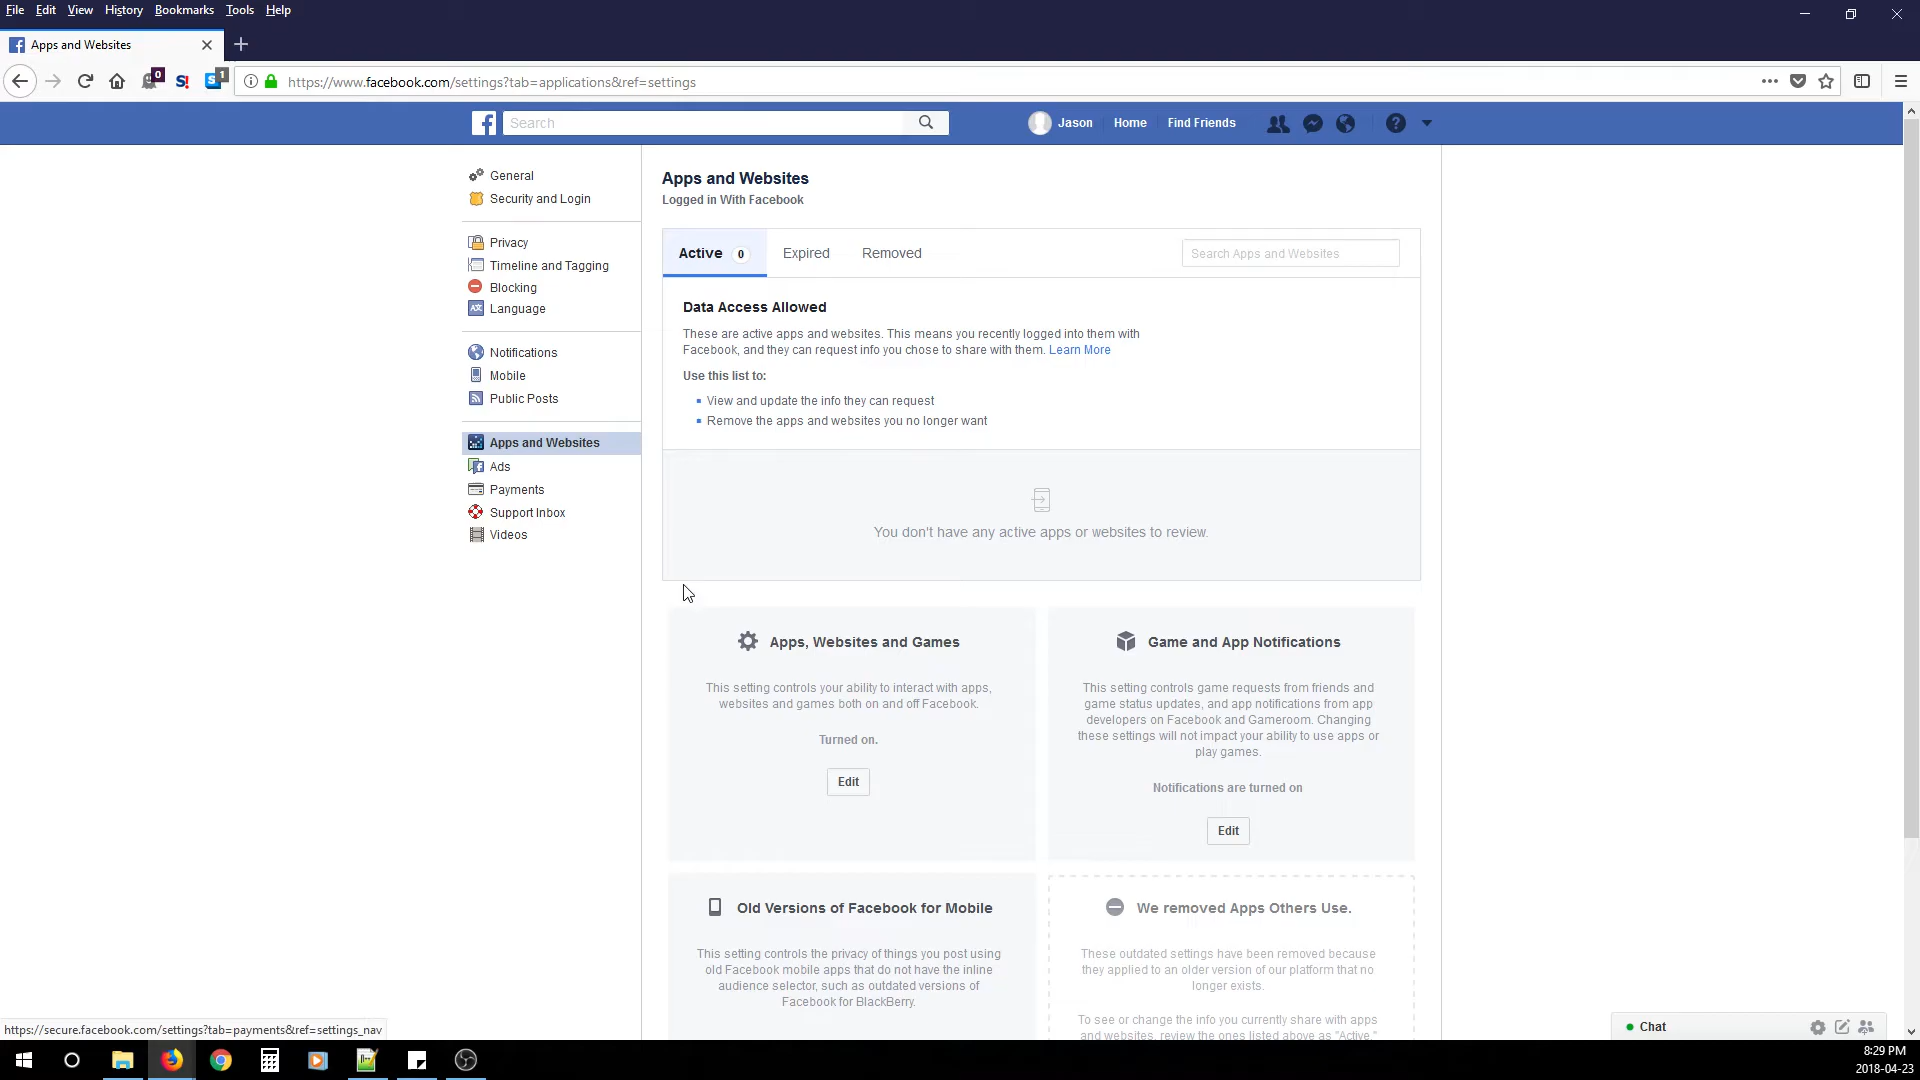 File Edit View History Bookmarks Tools Help
Apps and Websites
0 S! S 1 https://www.facebook.com/settings?tab=applications&ref=settings
Search Jason Home Find Friends
General
Security and Login
Privacy
Timeline and Tagging
Blocking
Language
Notifications
Mobile
Public Posts
Apps and Websites
Ads
Payments
Support Inbox
Videos
Apps and Websites
Logged in With Facebook
Active 0 Expired Removed Search Apps and Websites
Data Access Allowed
These are active apps and websites. This means you recently logged into them with
Facebook, and they can request info you chose to share with them. Learn More
Use this list to:
View and update the info they can request
Remove the apps and websites you no longer want
You don't have any active apps or websites to review.
Apps, Websites and Games
This setting controls your ability to interact with apps,
websites and games both on and off Facebook.
Turned on.
Edit
Game and App Notifications
This setting controls game requests from friends and
game status updates, and app notifications from app
developers on Facebook and Gameroom. Changing
these settings will not impact your ability to use apps or
play games.
Notifications are turned on
Edit
Old Versions of Facebook for Mobile
This setting controls the privacy of things you post using
old Facebook mobile apps that do not have the inline
audience selector, such as outdated versions of
Facebook for BlackBerry.
We removed Apps Others Use.
These outdated settings have been removed because
they applied to an older version of our platform that no
longer exists.
To see or change the info you currently share with apps
and websites, review the ones listed above as "Active."
https://secure.facebook.com/settings?tab=payments&ref=settings_nav
Chat
8:29 PM
2018-04-23